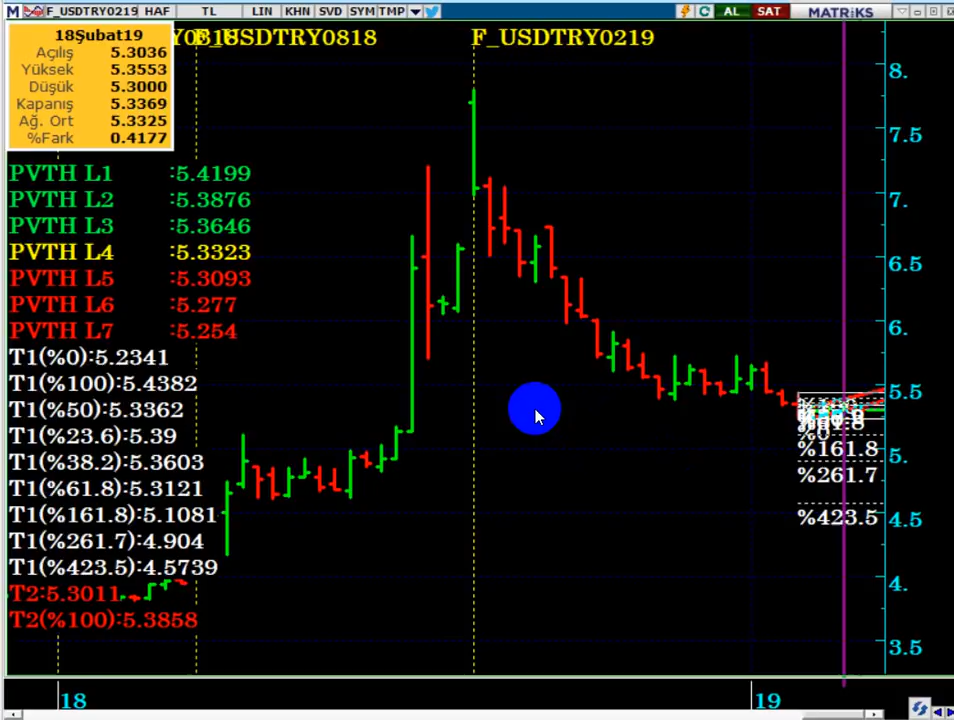 M F_USDTRY0219 HAF TL LIN KHN SVD SYM TMP AL SAT MATRiKS
18Şubat19
Açılış 5.3036
Yüksek 5.3553
Düşük 5.3000
Kapanış 5.3369
Ağ. Ort 5.3325
%Fark 0.4177
USDTRY0818 F_USDTRY0219
PVTH L1 :5.4199
PVTH L2 :5.3876
PVTH L3 :5.3646
PVTH L4 :5.3323
PVTH L5 :5.3093
PVTH L6 :5.277
PVTH L7 :5.254
T1(%0):5.2341
T1(%100):5.4382
T1(%50):5.3362
T1(%23.6):5.39
T1(%38.2):5.3603
T1(%61.8):5.3121
T1(%161.8):5.1081
T1(%261.7):4.904
T1(%423.5):4.5739
T2:5.3011
T2(%100):5.3858
8.
7.5
7.
6.5
6.
5.5
5.
4.5
4.
3.5
%0
%161.8
%261.7
%423.5
18 19